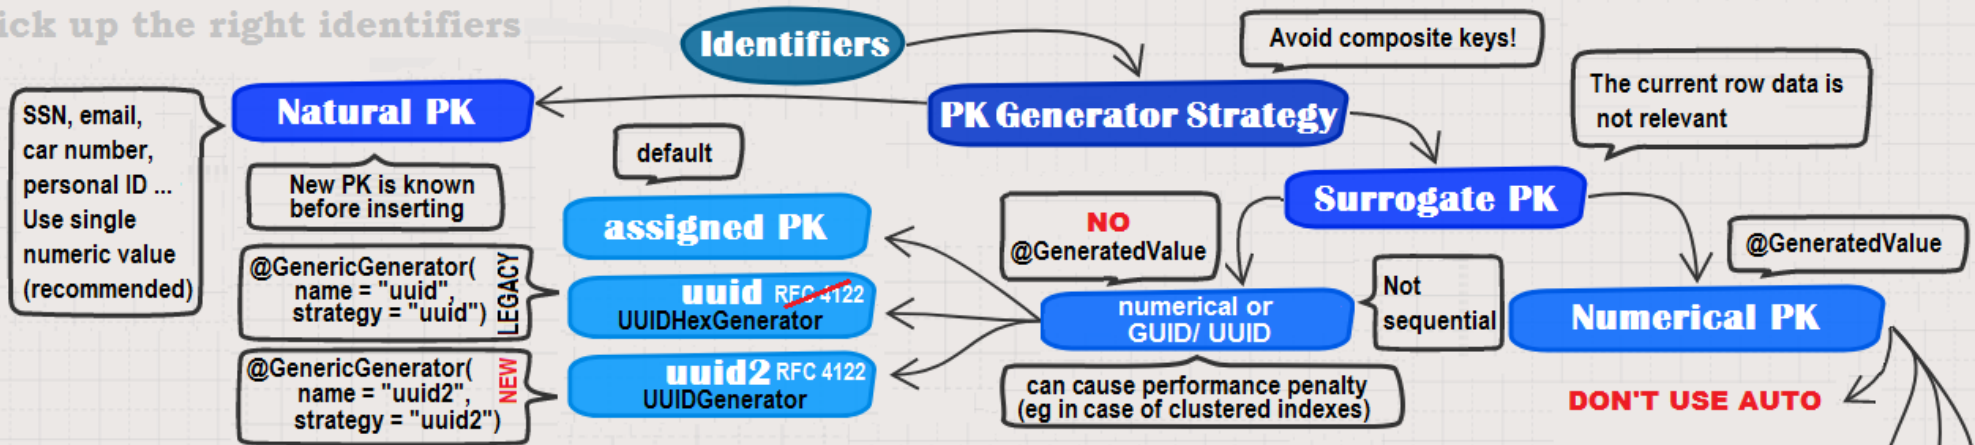 ick up the right identifiers
Identifiers
Avoid composite keys!
PK Generator Strategy
The current row data is
not relevant
Natural PK
SSN, email,
car number,
personal ID ...
Use single
numeric value
(recommended)
New PK is known
before inserting
default
Surrogate PK
assigned PK
NO
@GeneratedValue
@GeneratedValue
@GenericGenerator(
name = "uuid",
strategy = "uuid")
LEGACY
uuid RFC 4122
UUIDHexGenerator
numerical or
GUID/ UUID
Not
sequential
Numerical PK
@GenericGenerator(
name = "uuid2",
strategy = "uuid2")
NEW
uuid2 RFC 4122
UUIDGenerator
can cause performance penalty
(eg in case of clustered indexes)
DON'T USE AUTO